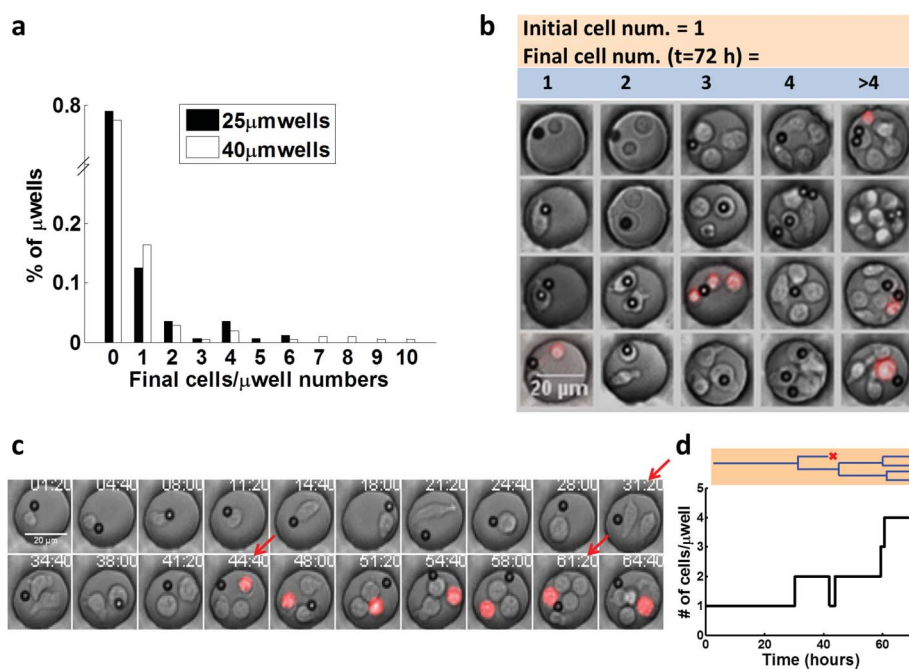 a
0.8
0.2
0.1
0
% of μwells
25μmwells
40μmwells
0 1 2 3 4 5 6 7 8 9 10
Final cells/μwell numbers
b
Initial cell num. = 1
Final cell num. (t=72 h) =
1 2 3 4 >4
20 μm
c
01:20 04:40 08:00 11:20 14:40 18:00 21:20 24:40 28:00 31:20
20 μm
34:40 38:00 41:20 44:40 48:00 51:20 54:40 58:00 61:20 64:40
d
5
4
3
2
1
0
# of cells/μwell
0 20 40 60
Time (hours)